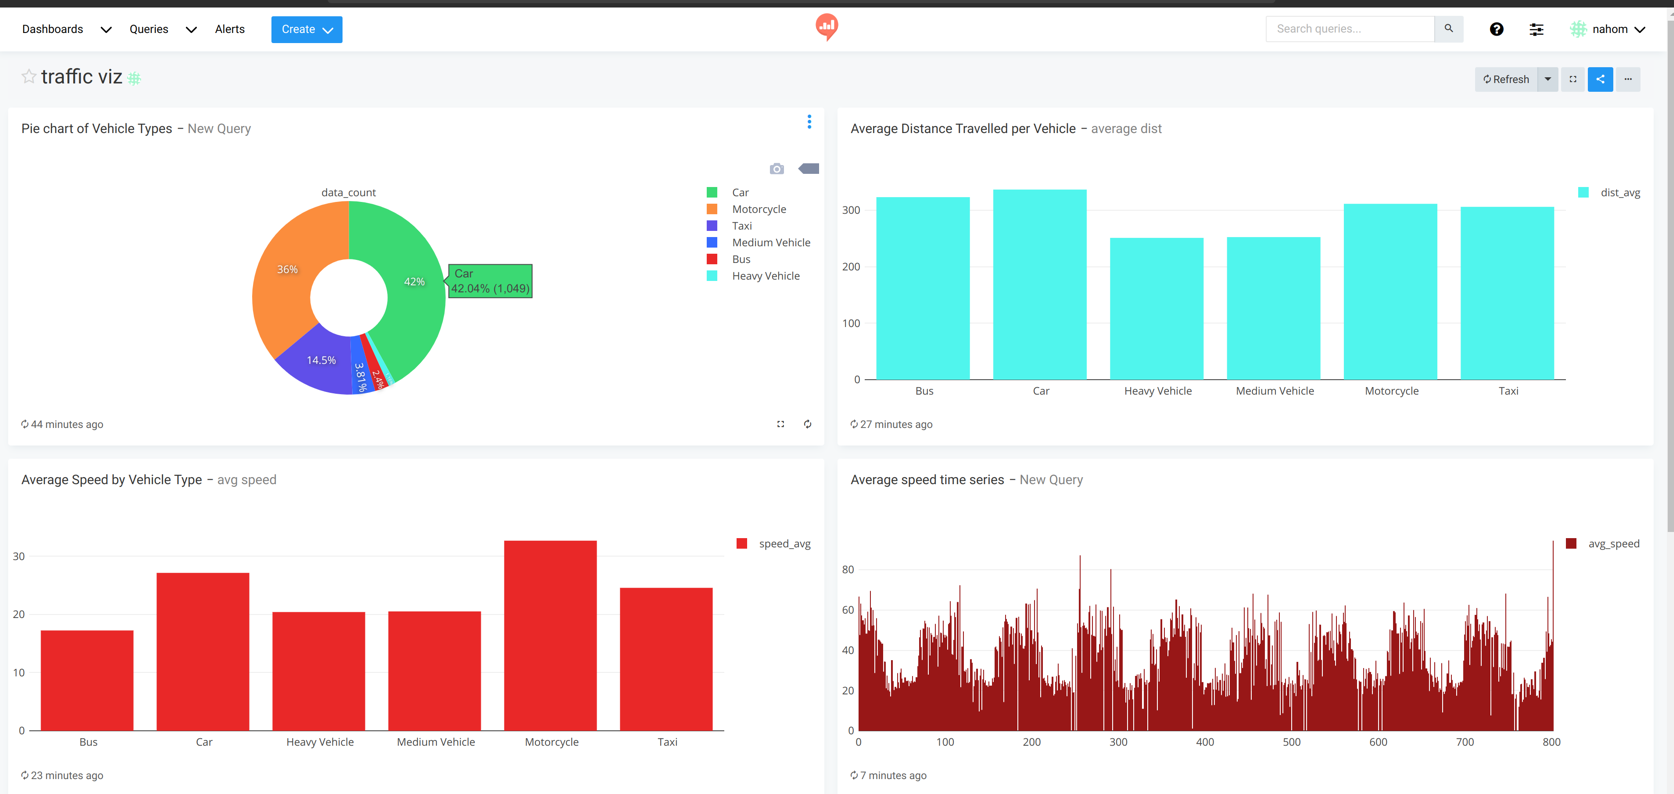 Dashboards Queries Alerts Create Search queries... nahom
traffic viz
Refresh
Pie chart of Vehicle Types – New Query
data_count
36%
42%
14.5%
3.81%
2.4%
Car
42.04% (1,049)
Car
Motorcycle
Taxi
Medium Vehicle
Bus
Heavy Vehicle
44 minutes ago
Average Distance Travelled per Vehicle – average dist
dist_avg
300
200
100
0
Bus Car Heavy Vehicle Medium Vehicle Motorcycle Taxi
27 minutes ago
Average Speed by Vehicle Type – avg speed
speed_avg
30
20
10
0
Bus Car Heavy Vehicle Medium Vehicle Motorcycle Taxi
23 minutes ago
Average speed time series – New Query
avg_speed
80
60
40
20
0
0 100 200 300 400 500 600 700 800
7 minutes ago